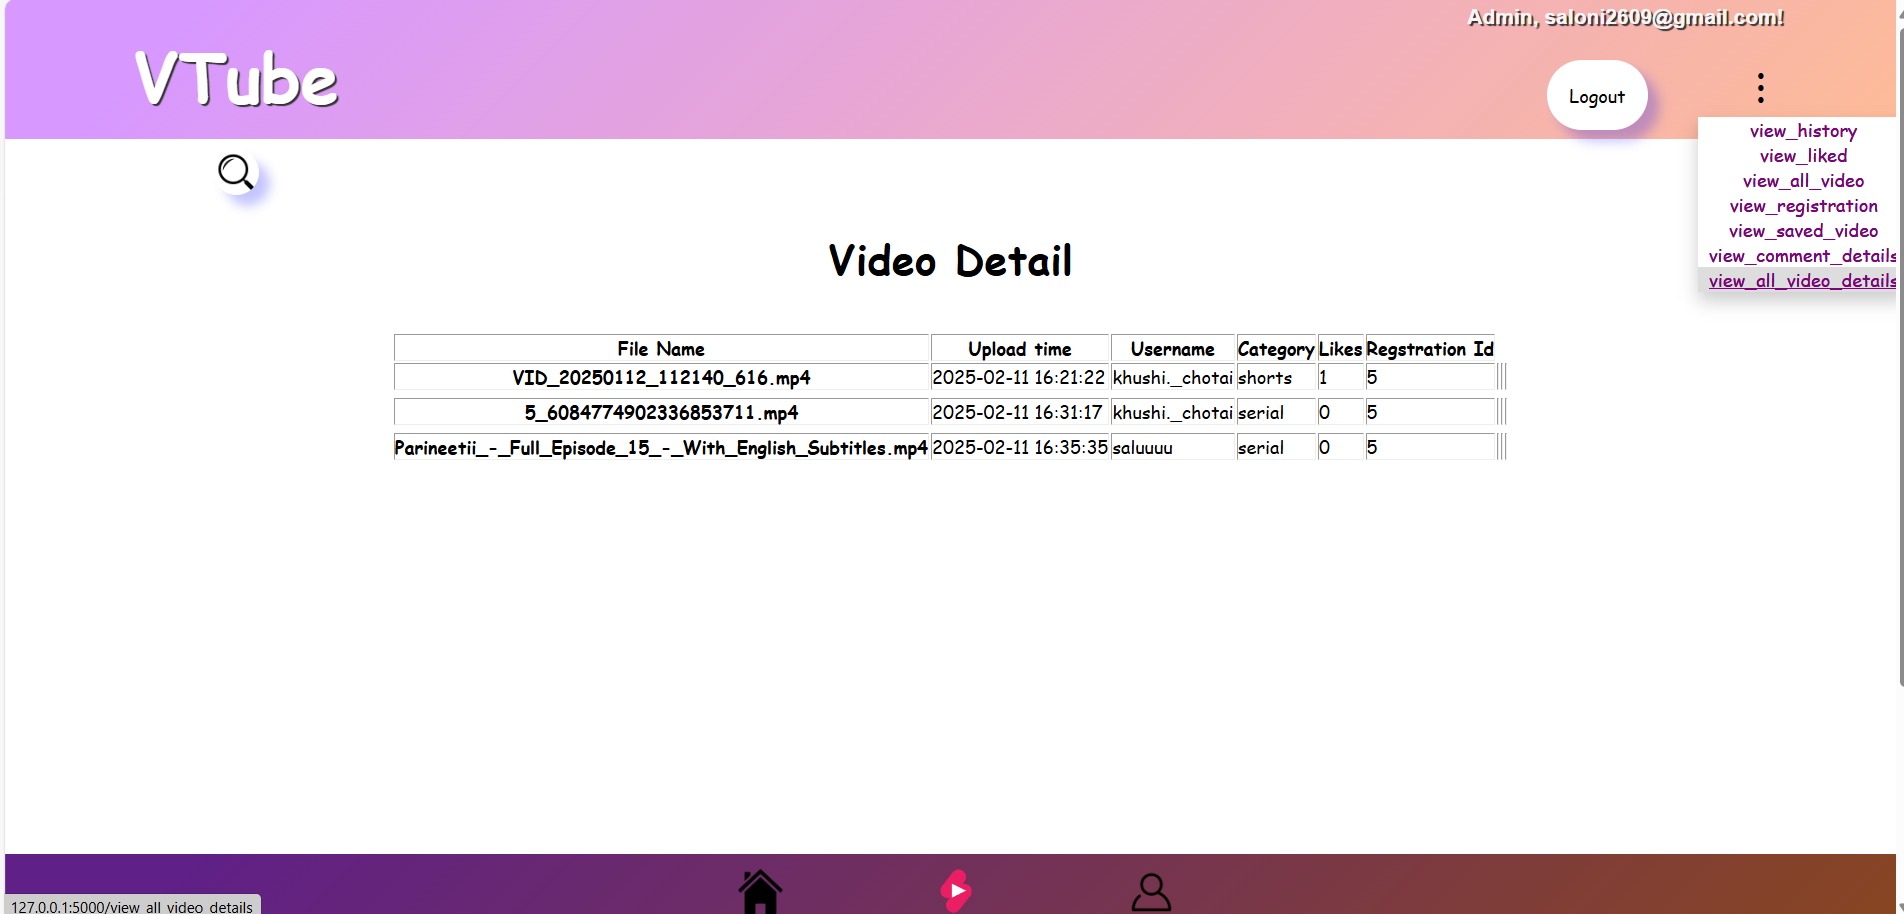 Admin, saloni2609@gmail.com!
VTube
Logout
view_history
view_liked
view_all_video
view_registration
view_saved_video
view_comment_details
view_all_video_details
Video Detail
File Name Upload time Username Category Likes Regstration Id
VID_20250112_112140_616.mp4 2025-02-11 16:21:22 khushi._chotai shorts 1 5
5_6084774902336853711.mp4 2025-02-11 16:31:17 khushi._chotai serial 0 5
Parineetii_-_Full_Episode_15_-_With_English_Subtitles.mp4 2025-02-11 16:35:35 saluuuu serial 0 5
127.0.0.1:5000/view_all_video_details